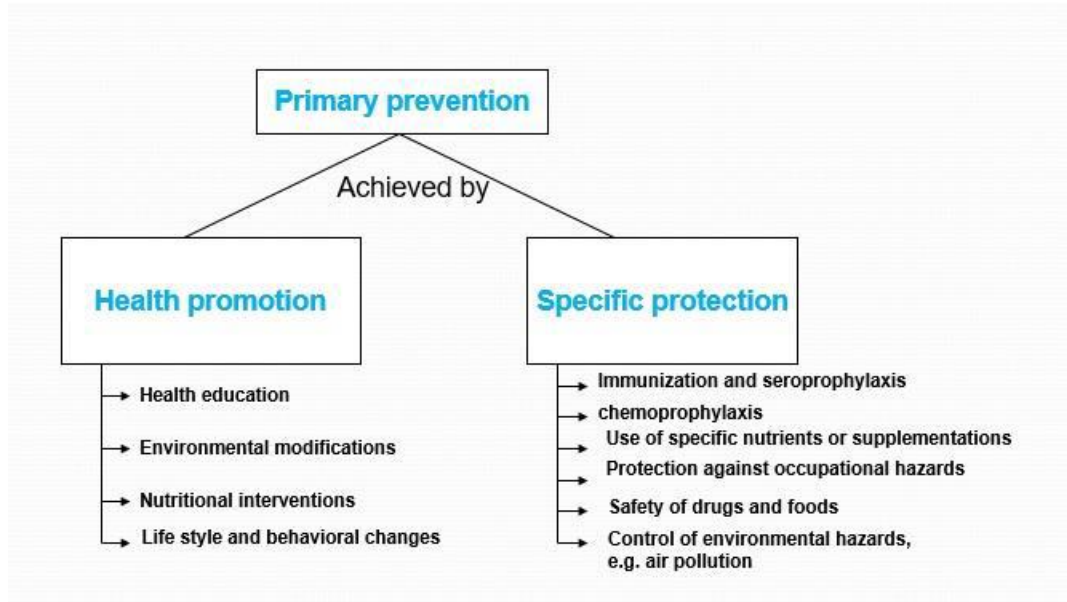 Primary prevention
Achieved by
Health promotion
Specific protection
Health education
Environmental modifications
Nutritional interventions
Life style and behavioral changes
Immunization and seroprophylaxis
chemoprophylaxis
Use of specific nutrients or supplementations
Protection against occupational hazards
Safety of drugs and foods
Control of environmental hazards,
e.g. air pollution